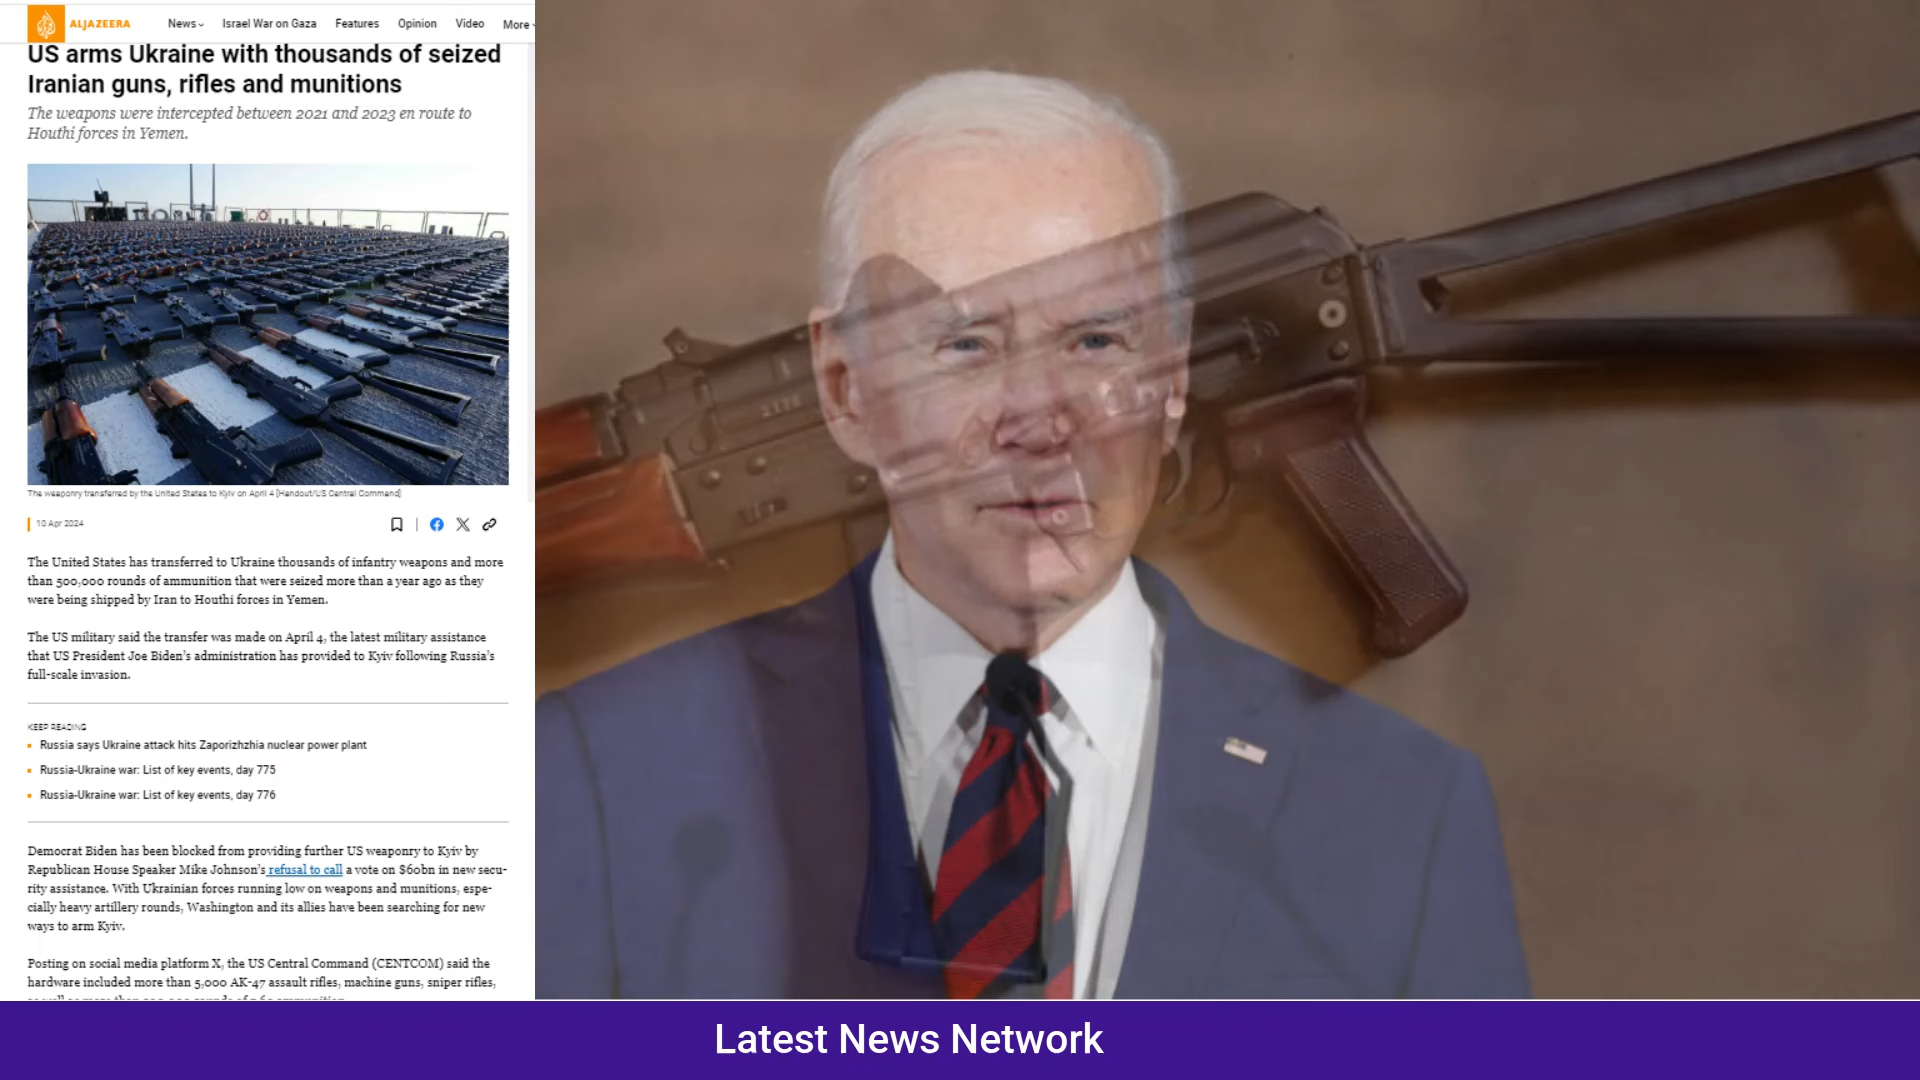 ALJAZEERA
News
Israel War on Gaza
Features
Opinion
Video
More
US arms Ukraine with thousands of seized
Iranian guns, rifles and munitions
The weapons were intercepted between 2021 and 2023 en route to
Houthi forces in Yemen.
The weaponry transferred by the United States to Kyiv on April 4 [Handout/US Central Command]
10 Apr 2024
The United States has transferred to Ukraine thousands of infantry weapons and more
than 500,000 rounds of ammunition that were seized more than a year ago as they
were being shipped by Iran to Houthi forces in Yemen.
The US military said the transfer was made on April 4, the latest military assistance
that US President Joe Biden's administration has provided to Kyiv following Russia's
full-scale invasion.
KEEP READING
Russia says Ukraine attack hits Zaporizhzhia nuclear power plant
Russia-Ukraine war: List of key events, day 775
Russia-Ukraine war: List of key events, day 776
Democrat Biden has been blocked from providing further US weaponry to Kyiv by
Republican House Speaker Mike Johnson's refusal to call a vote on $60bn in new secu-
rity assistance. With Ukrainian forces running low on weapons and munitions, espe-
cially heavy artillery rounds, Washington and its allies have been searching for new
ways to arm Kyiv.
Posting on social media platform X, the US Central Command (CENTCOM) said the
hardware included more than 5,000 AK-47 assault rifles, machine guns, sniper rifles,
Latest News Network